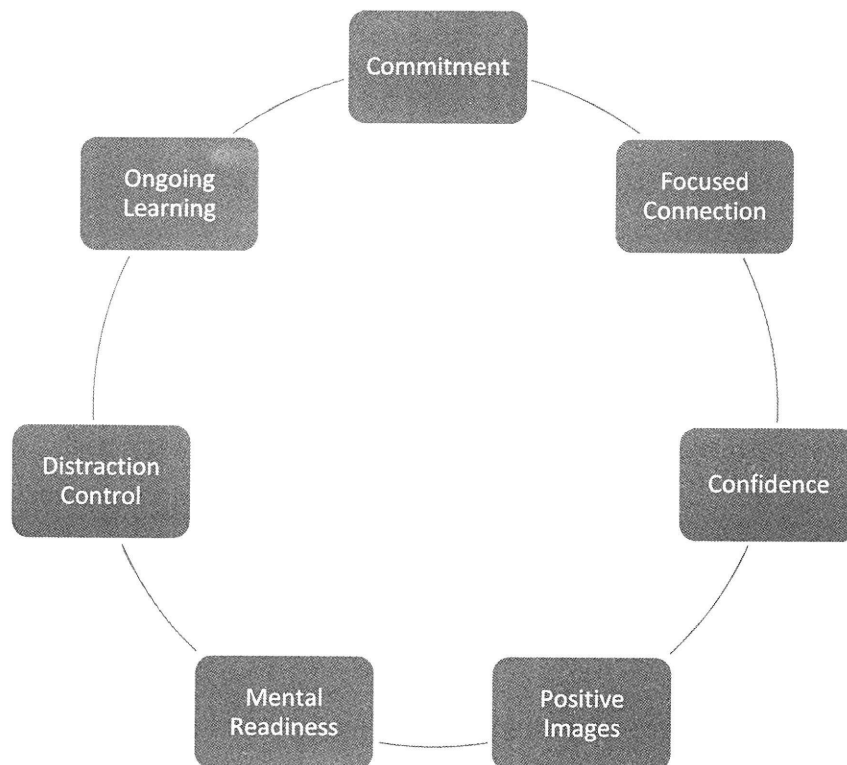 Commitment
Focused
Connection
Confidence
Positive
Images
Mental
Readiness
Distraction
Control
Ongoing
Learning